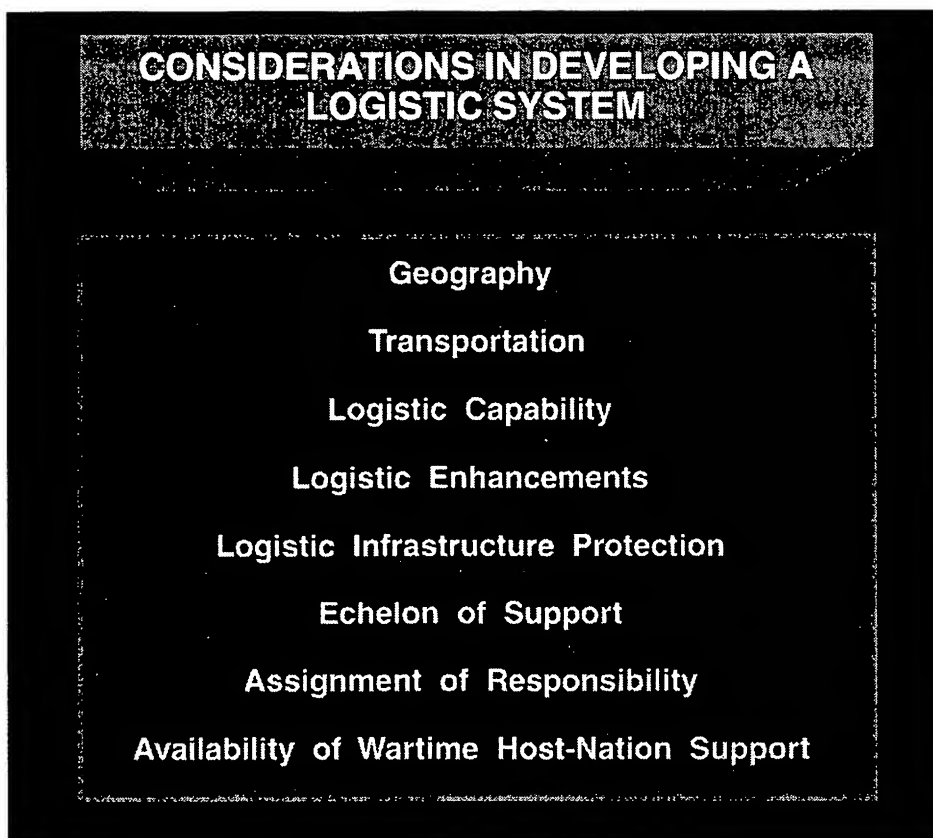 CONSIDERATIONS IN DEVELOPING A
LOGISTIC SYSTEM
Geography
Transportation
Logistic Capability
Logistic Enhancements
Logistic Infrastructure Protection
Echelon of Support
Assignment of Responsibility
Availability of Wartime Host-Nation Support